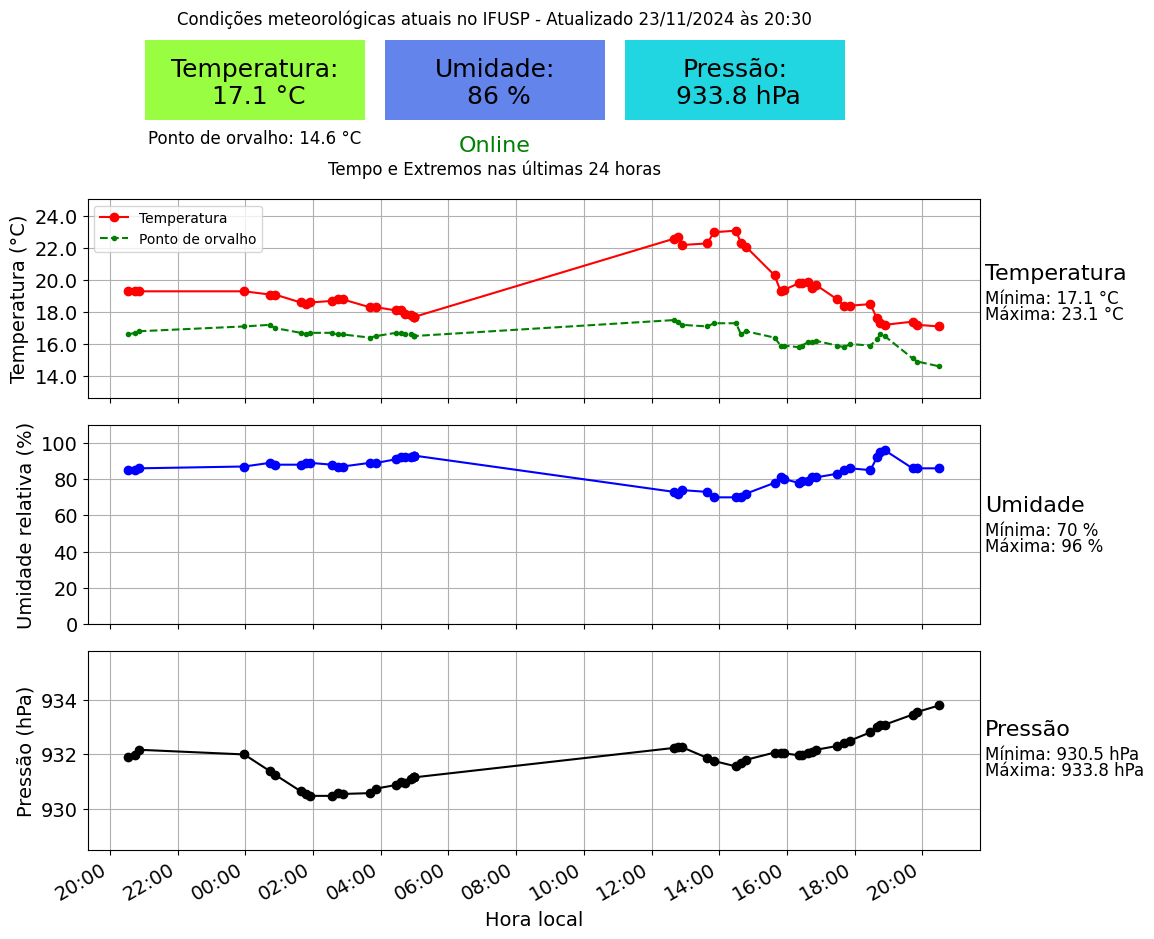 Condições meteorológicas atuais no IFUSP - Atualizado 23/11/2024 às 20:30
Temperatura:
17.1 °C
Umidade:
86 %
Pressão:
933.8 hPa
Ponto de orvalho: 14.6 °C
Online
Tempo e Extremos nas últimas 24 horas
Temperatura (°C)
24.0
22.0
20.0
18.0
16.0
14.0
Temperatura
Ponto de orvalho
Temperatura
Mínima: 17.1 °C
Máxima: 23.1 °C
Umidade relativa (%)
100
80
60
40
20
0
Umidade
Mínima: 70 %
Máxima: 96 %
Pressão (hPa)
934
932
930
Pressão
Mínima: 930.5 hPa
Máxima: 933.8 hPa
20:00 22:00 00:00 02:00 04:00 06:00 08:00 10:00 12:00 14:00 16:00 18:00 20:00
Hora local